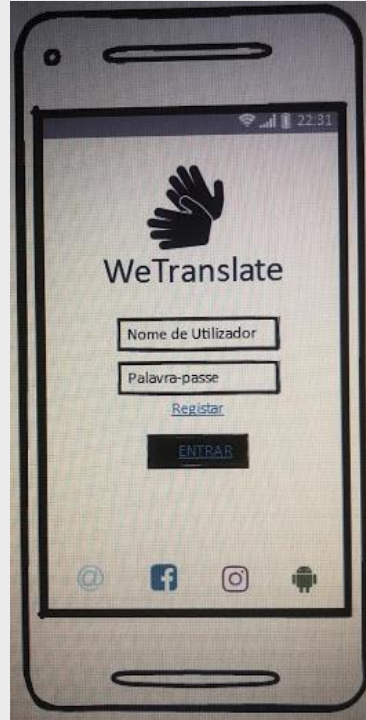 22:31
WeTranslate
Nome de Utilizador
Palavra-passe
Registar
ENTRAR
@